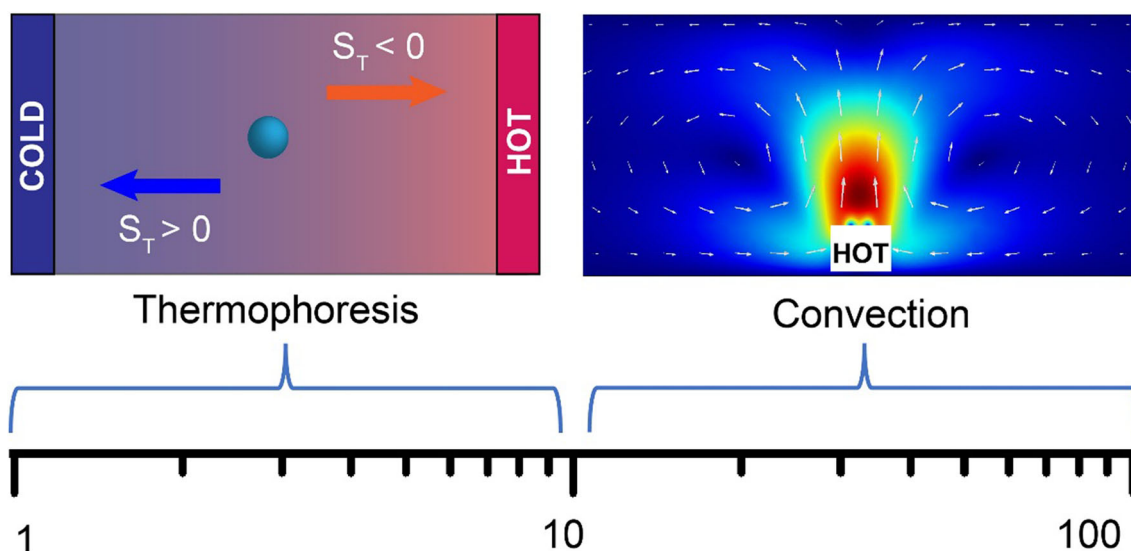 COLD
S_T < 0
S_T > 0
HOT
HOT
Thermophoresis
Convection
1
10
100